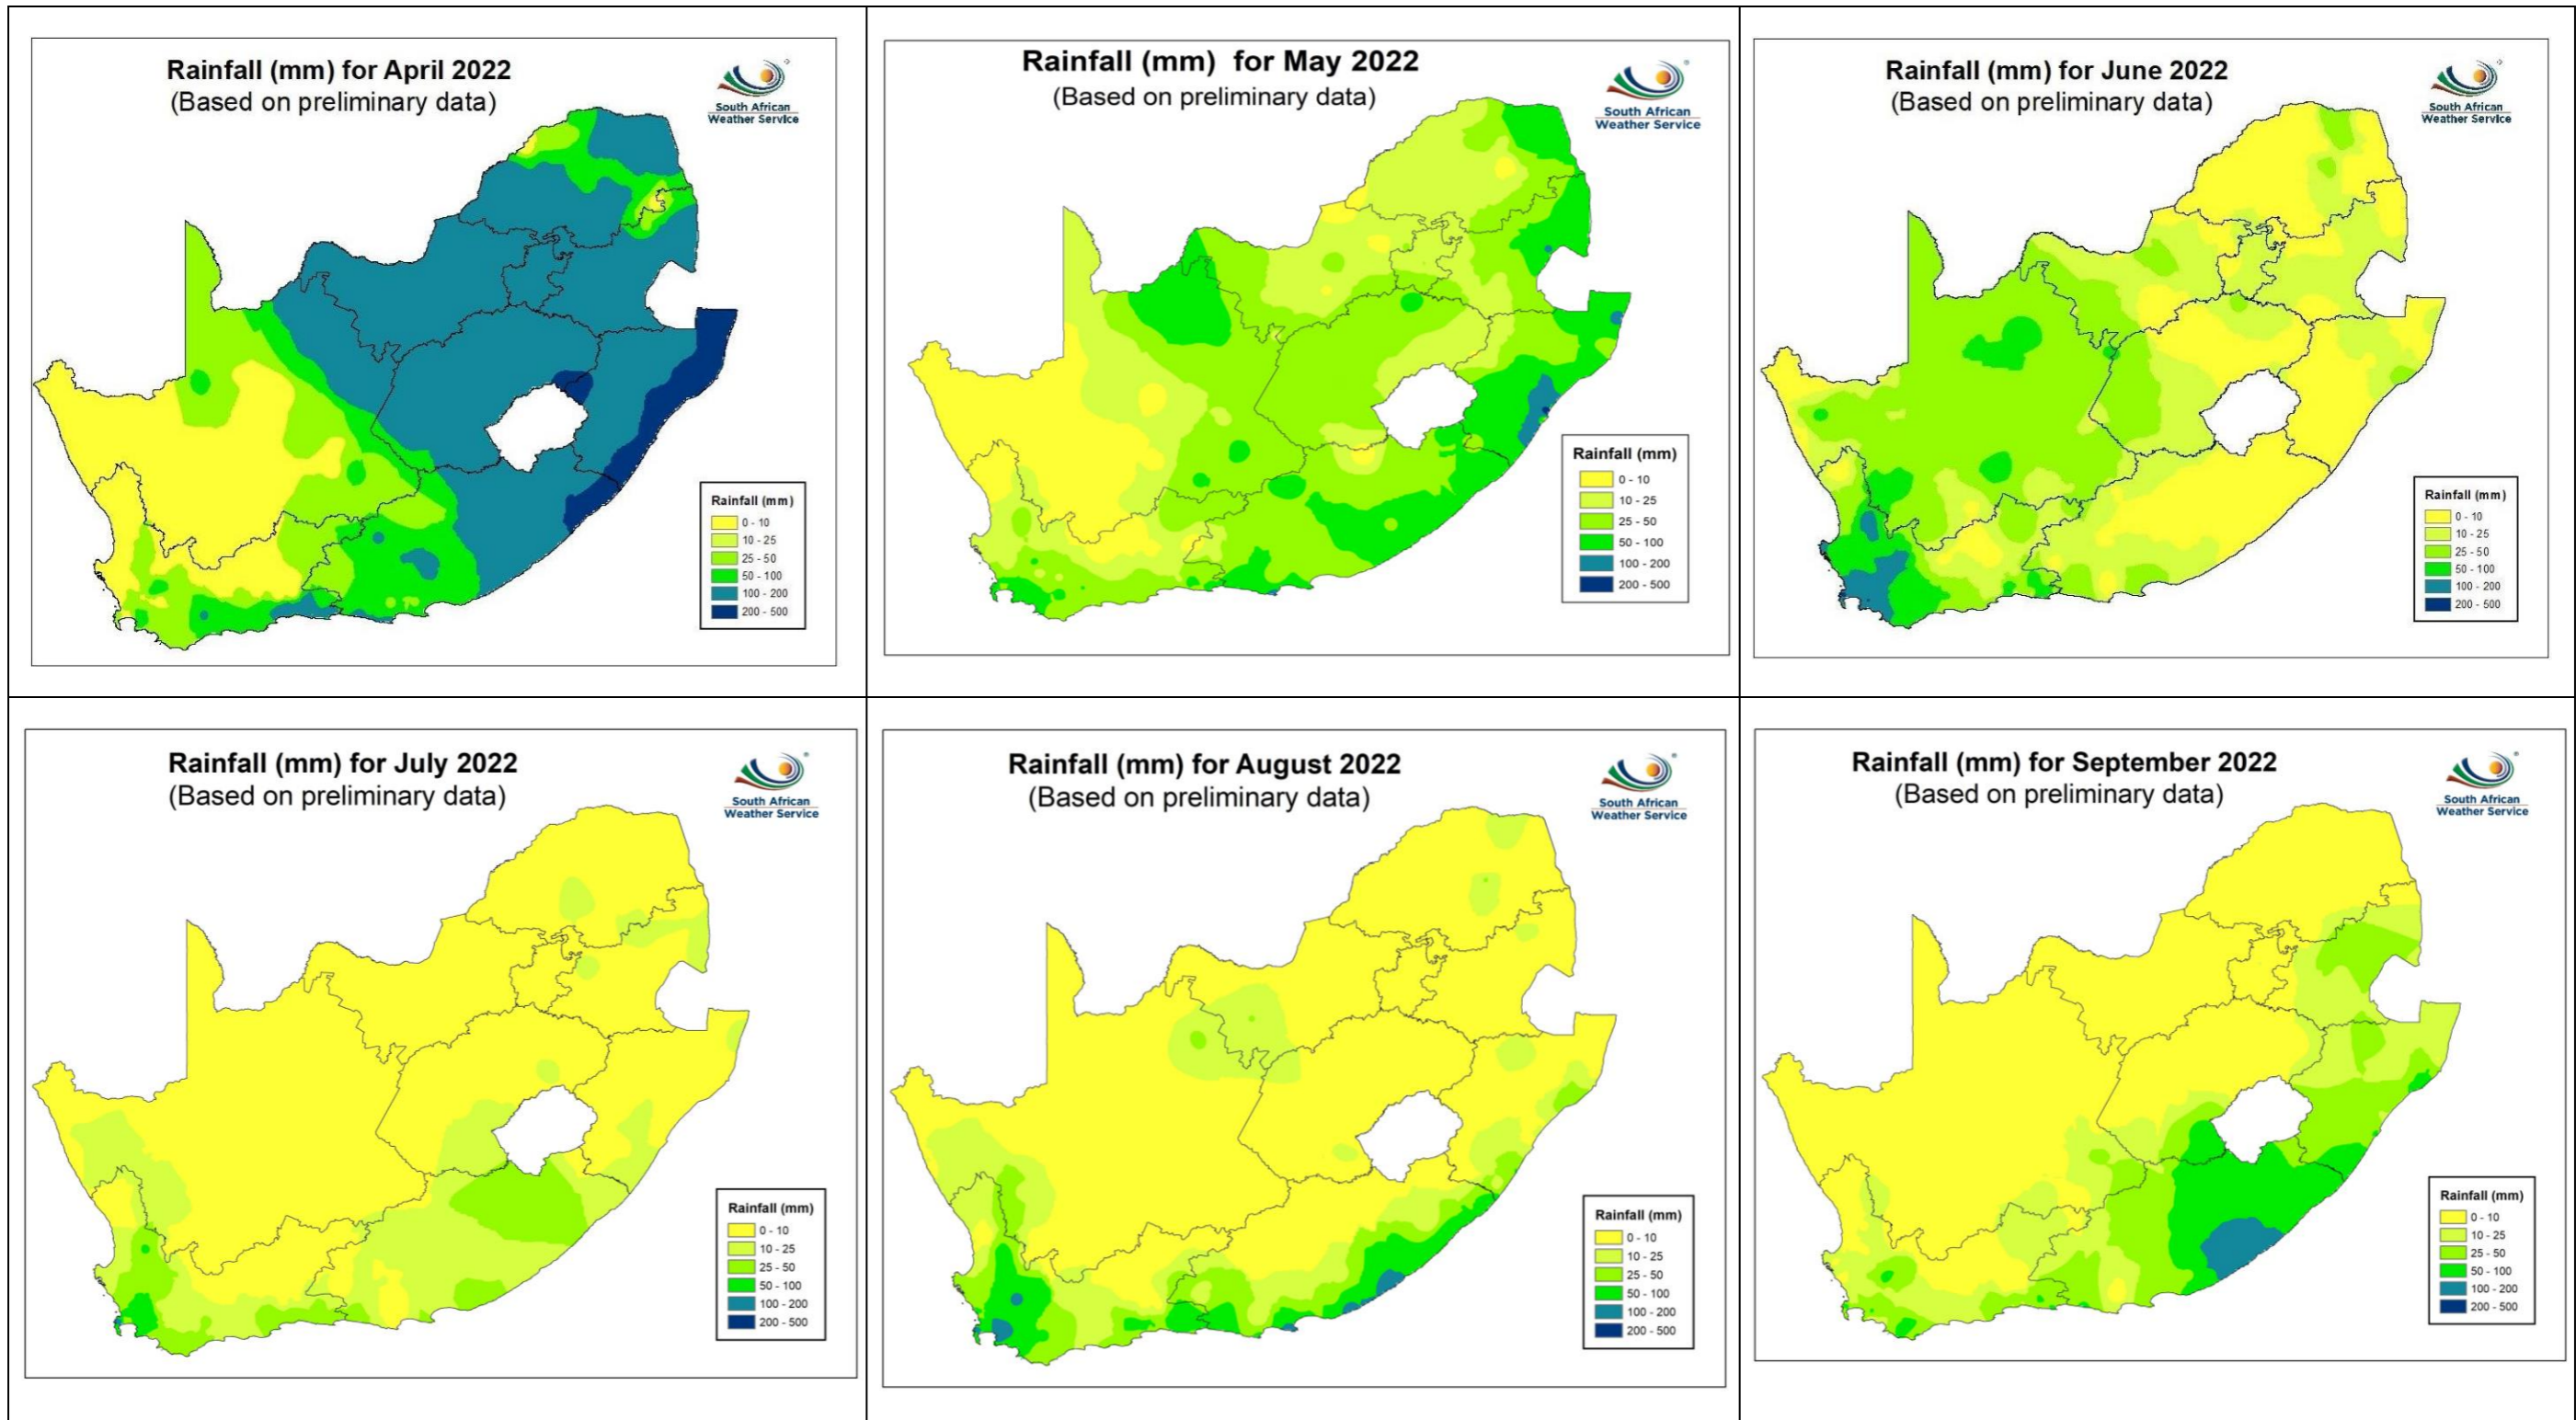 Rainfall (mm) for April 2022
(Based on preliminary data)
South African
Weather Service
Rainfall (mm)
0 - 10
10 - 25
25 - 50
50 - 100
100 - 200
200 - 500
Rainfall (mm) for May 2022
(Based on preliminary data)
South African
Weather Service
Rainfall (mm)
0 - 10
10 - 25
25 - 50
50 - 100
100 - 200
200 - 500
Rainfall (mm) for June 2022
(Based on preliminary data)
South African
Weather Service
Rainfall (mm)
0 - 10
10 - 25
25 - 50
50 - 100
100 - 200
200 - 500
Rainfall (mm) for July 2022
(Based on preliminary data)
South African
Weather Service
Rainfall (mm)
0 - 10
10 - 25
25 - 50
50 - 100
100 - 200
200 - 500
Rainfall (mm) for August 2022
(Based on preliminary data)
South African
Weather Service
Rainfall (mm)
0 - 10
10 - 25
25 - 50
50 - 100
100 - 200
200 - 500
Rainfall (mm) for September 2022
(Based on preliminary data)
South African
Weather Service
Rainfall (mm)
0 - 10
10 - 25
25 - 50
50 - 100
100 - 200
200 - 500